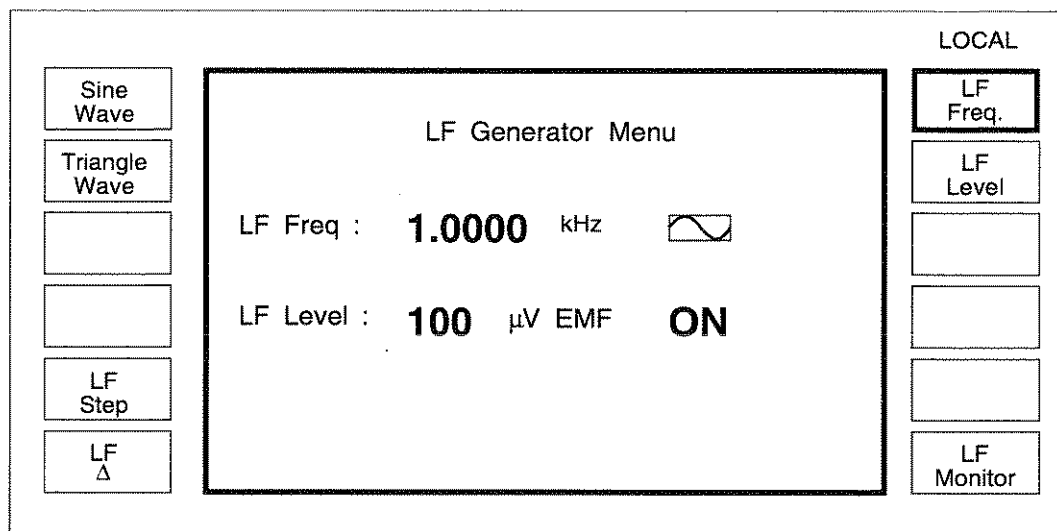 LOCAL
Sine
Wave
Triangle
Wave
LF
Step
LF
Δ
LF Generator Menu
LF Freq : 1.0000 kHz
LF Level : 100 μV EMF ON
LF
Freq.
LF
Level
LF
Monitor